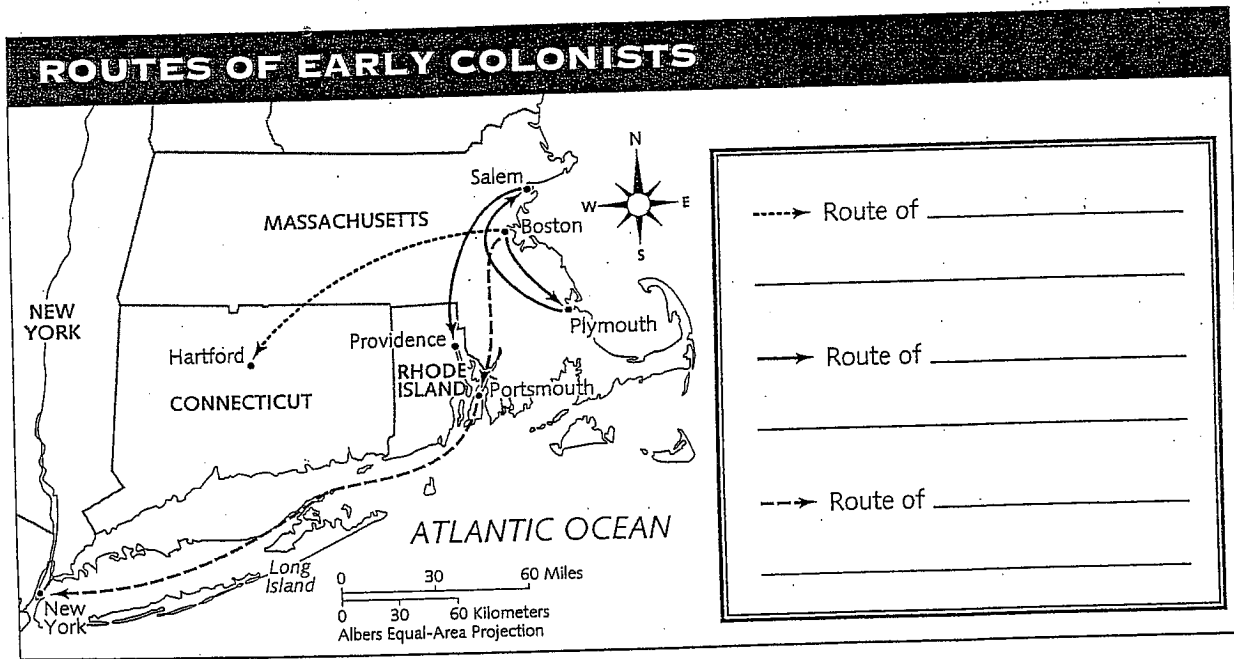 ROUTES OF EARLY COLONISTS
N
W E
S
Salem
MASSACHUSETTS
Boston
NEW
YORK
Plymouth
Hartford
Providence
RHODE
ISLAND
Portsmouth
CONNECTICUT
ATLANTIC OCEAN
Long
Island
New
York
0 30 60 Miles
0 30 60 Kilometers
Albers Equal-Area Projection
Route of
Route of
Route of